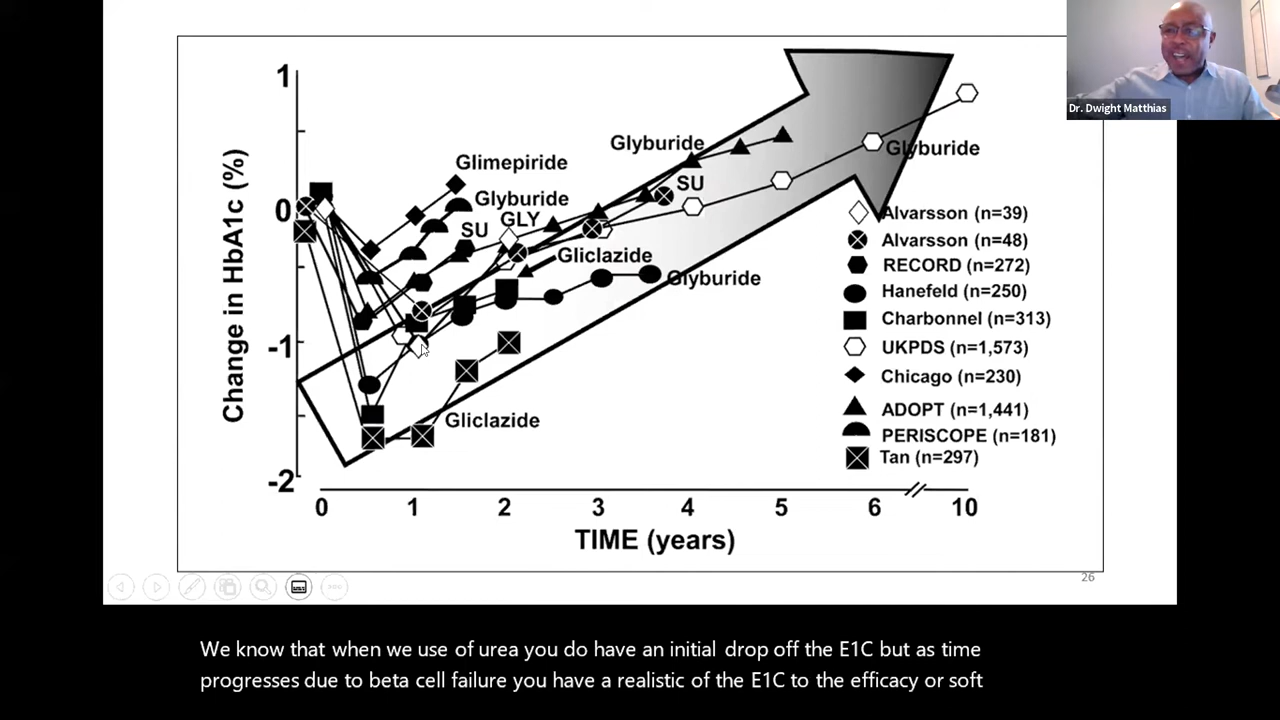 Dr. Dwight Matthias
1
0
-1
-2
Change in HbA1c (%)
Glimepiride
Glyburide
SU
GLY
Glyburide
SU
Gliclazide
Glyburide
Glyburide
Gliclazide
Alvarsson (n=39)
Alvarsson (n=48)
RECORD (n=272)
Hanefeld (n=250)
Charbonnel (n=313)
UKPDS (n=1,573)
Chicago (n=230)
ADOPT (n=1,441)
PERISCOPE (n=181)
Tan (n=297)
0 1 2 3 4 5 6 10
TIME (years)
26
We know that when we use of urea you do have an initial drop off the E1C but as time
progresses due to beta cell failure you have a realistic of the E1C to the efficacy or soft